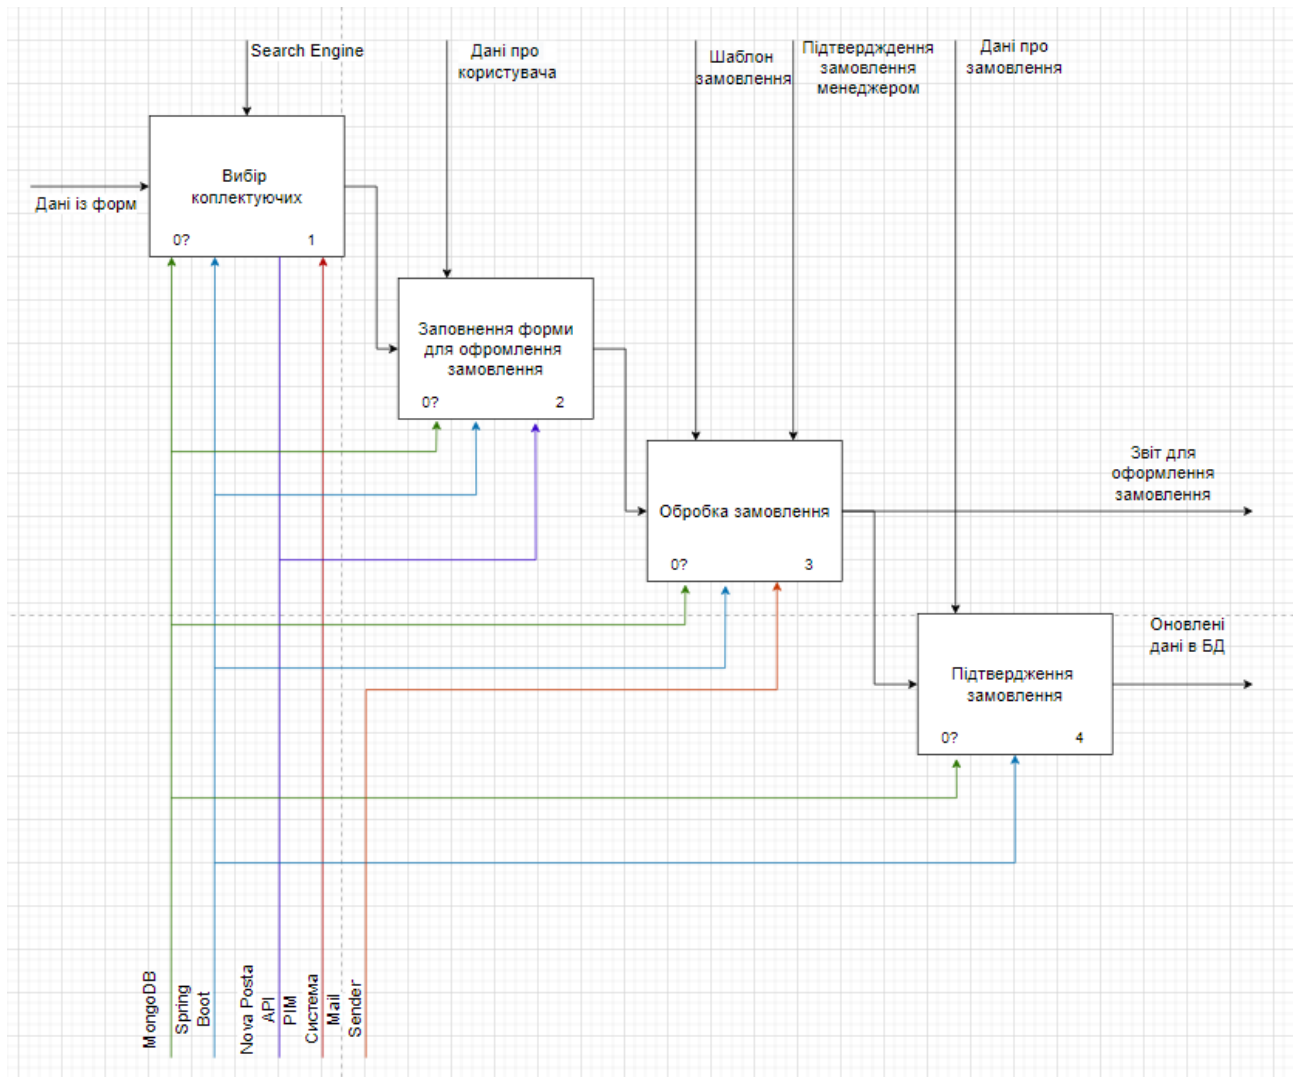 Search Engine
Дані про
користувача
Шаблон
замовлення
Підтвердждення
замовлення
менеджером
Дані про
замовлення
Вибір
коплектуючих
0?
1
Дані із форм
Заповнення форми
для офромлення
замовлення
0?
2
Обробка замовлення
0?
3
Звіт для
оформлення
замовлення
Підтвердження
замовлення
0?
4
Оновлені
дані в БД
MongoDB
Spring
Boot
Nova Posta
API
PIM
Система
Mail
Sender